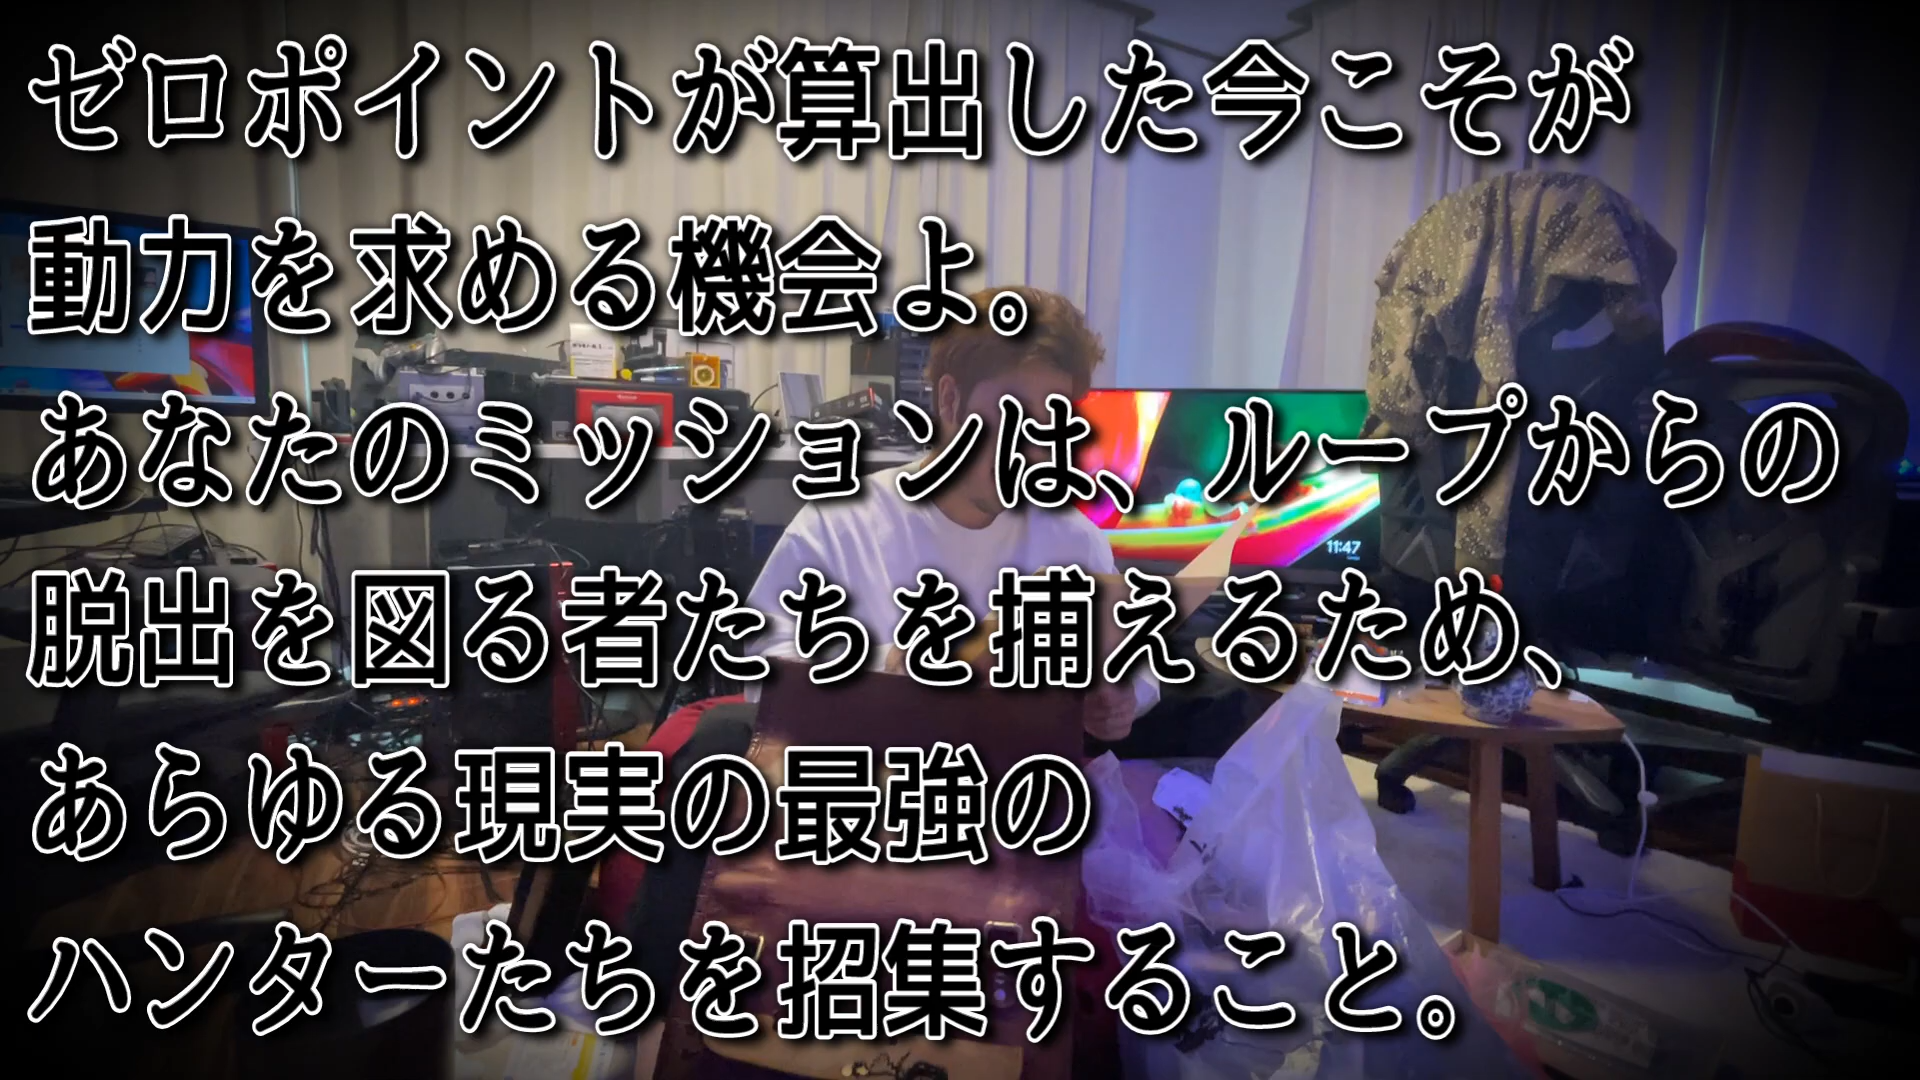 ゼロポイントが算出した今こそが
動力を求める機会よ。
あなたのミッションは、ループからの
脱出を図る者たちを捕えるため、
あらゆる現実の最強の
ハンターたちを招集すること。
11:47